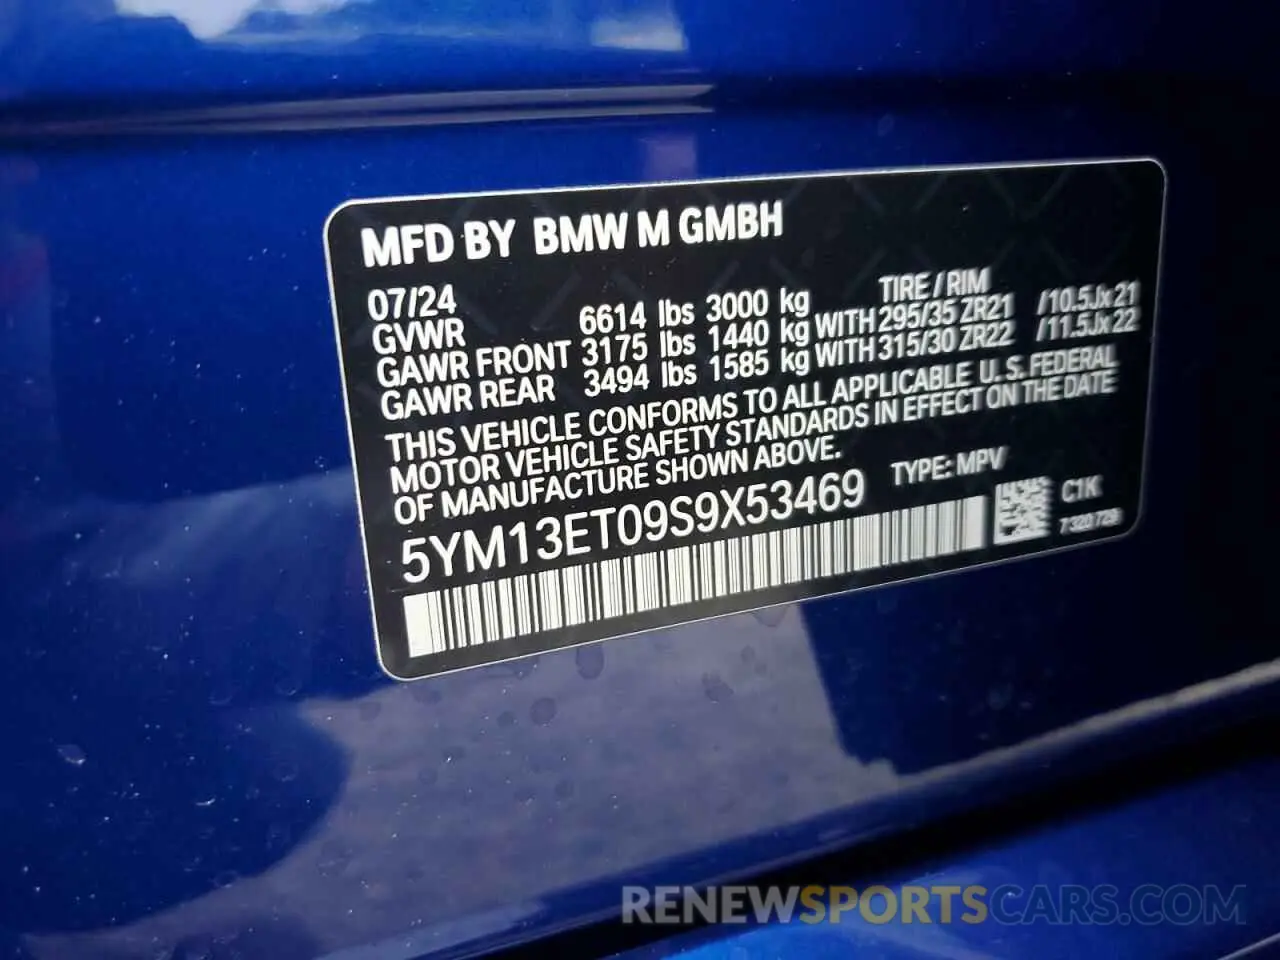 MFD BY BMW M GMBH
07/24 TIRE / RIM
GVWR 6614 lbs 3000 kg
GAWR FRONT 3175 lbs 1440 kg WITH 295/35 ZR21 /10.5Jx21
GAWR REAR 3494 lbs 1585 kg WITH 315/30 ZR22 /11.5Jx22
THIS VEHICLE CONFORMS TO ALL APPLICABLE U.S. FEDERAL
MOTOR VEHICLE SAFETY STANDARDS IN EFFECT ON THE DATE
OF MANUFACTURE SHOWN ABOVE.
5YM13ET09S9X53469 TYPE: MPV
C1K
7320729
RENEWSPORTSCARS.COM